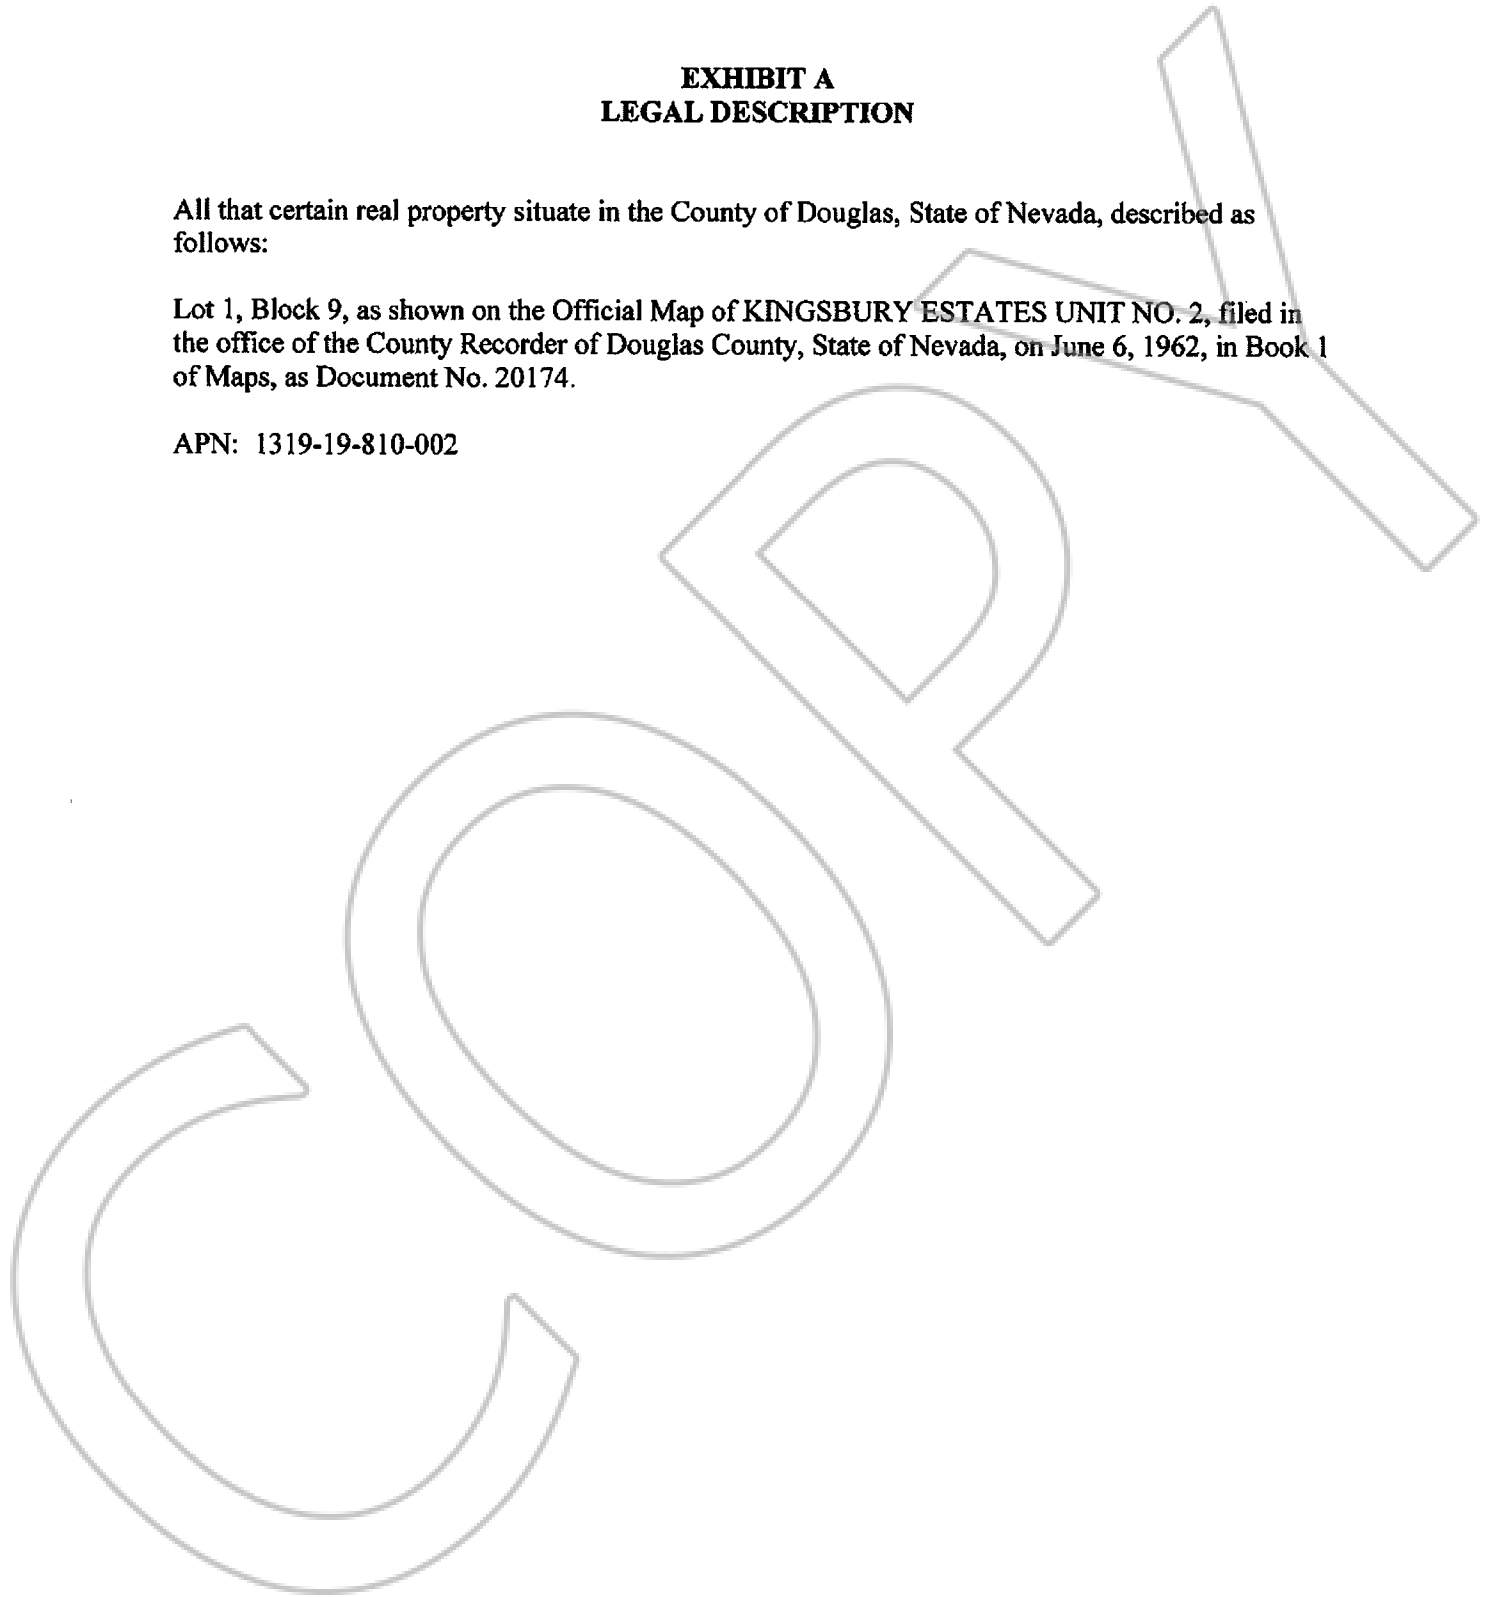 EXHIBIT A
LEGAL DESCRIPTION
All that certain real property situate in the County of Douglas, State of Nevada, described as
follows:
Lot 1, Block 9, as shown on the Official Map of KINGSBURY ESTATES UNIT NO. 2, filed in
the office of the County Recorder of Douglas County, State of Nevada, on June 6, 1962, in Book 1
of Maps, as Document No. 20174.
APN: 1319-19-810-002
COPY